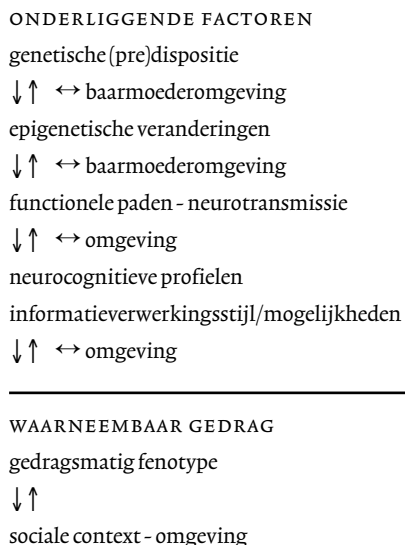 ONDERLIGGENDE FACTOREN
genetische (pre)dispositie
↓↑ ↔ baarmoederomgeving
epigenetische veranderingen
↓↑ ↔ baarmoederomgeving
functionele paden - neurotransmissie
↓↑ ↔ omgeving
neurocognitieve profielen
informatieverwerkingsstijl/mogelijkheden
↓↑ ↔ omgeving
WAARNEEMBAAR GEDRAG
gedragsmatig fenotype
↓↑
sociale context - omgeving